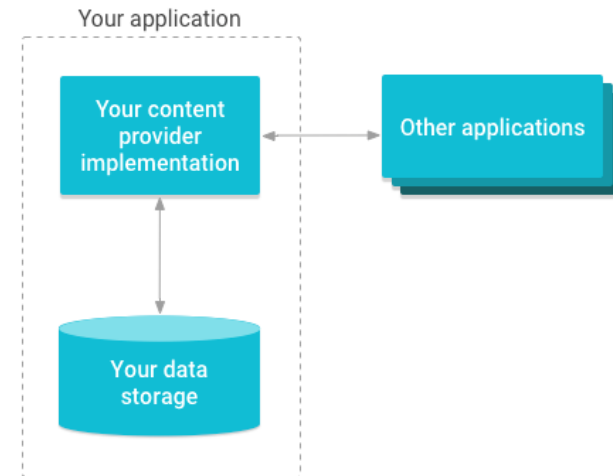 Your application
Your content
provider
implementation
Other applications
Your data
storage